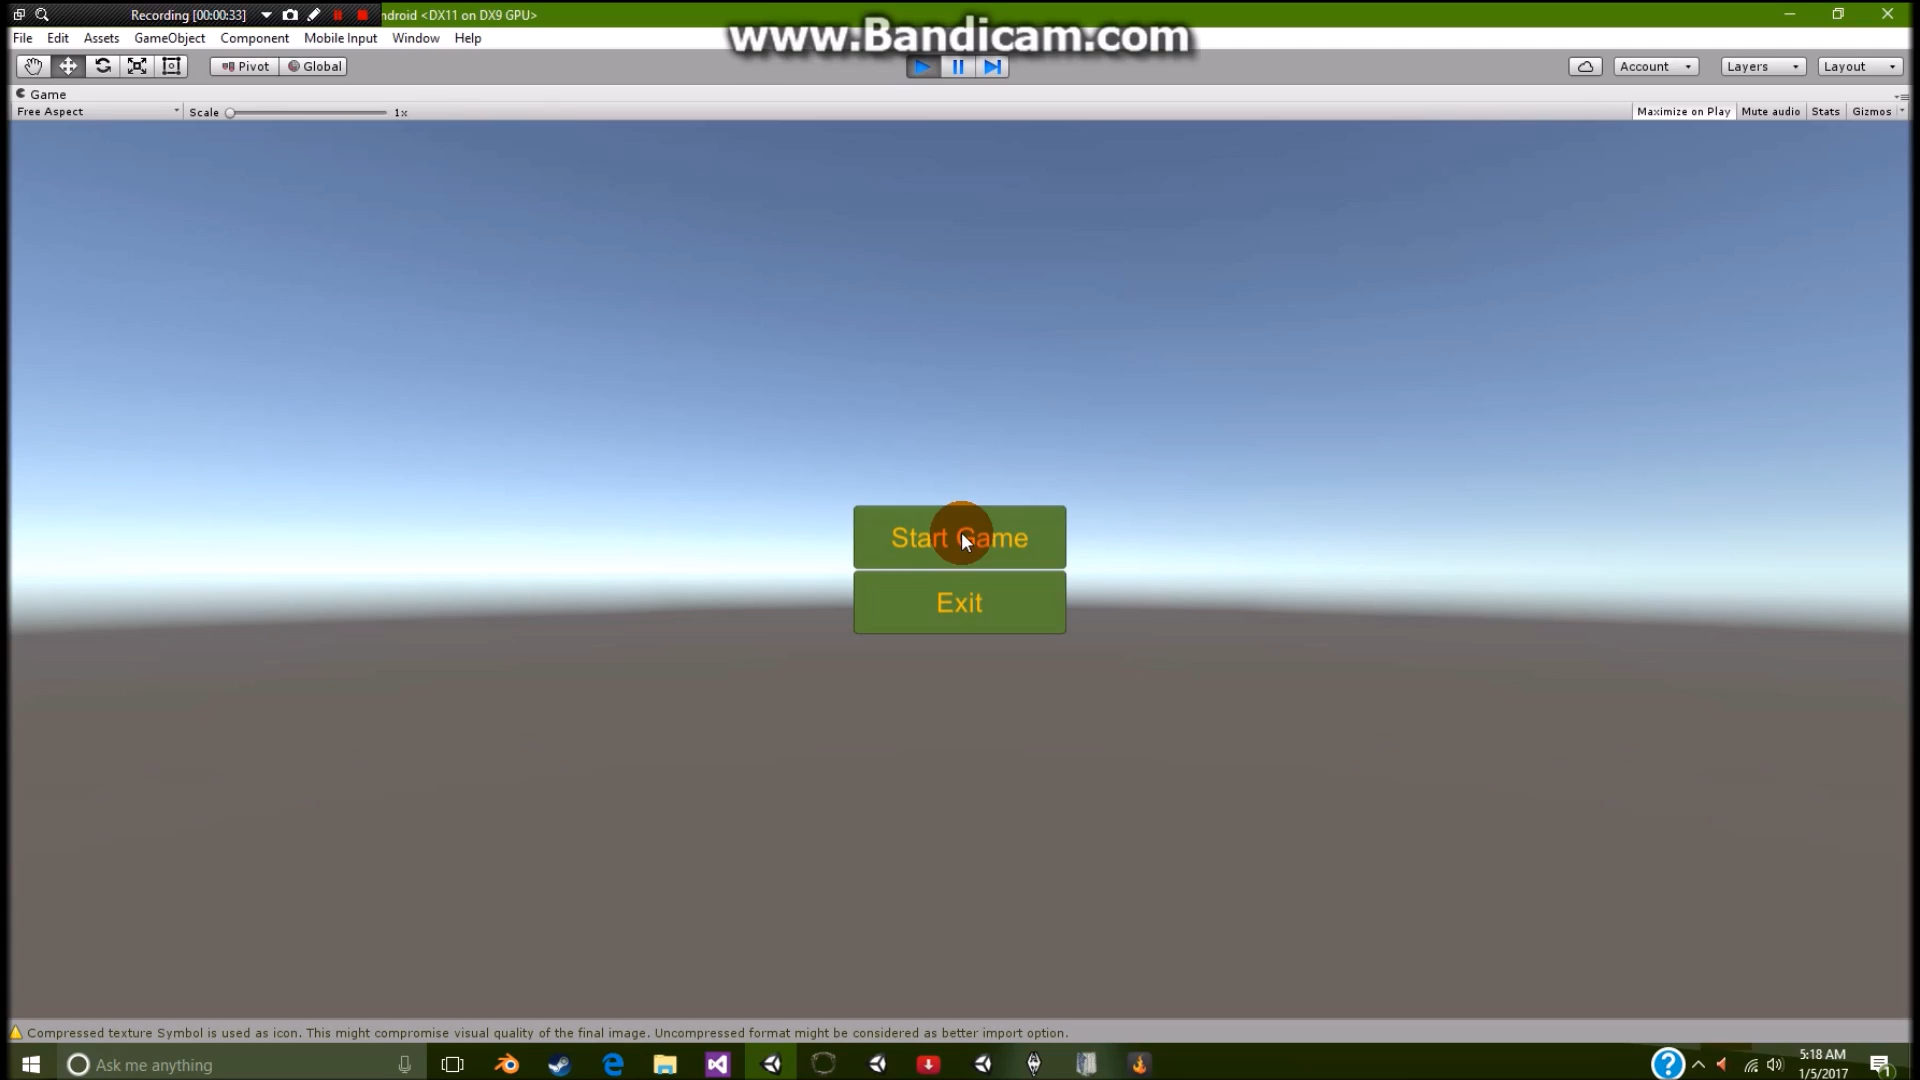 Recording [00:00:33]
ndroid <DX11 on DX9 GPU>
www.Bandicam.com
File Edit Assets GameObject Component Mobile Input Window Help
Pivot Global Account Layers Layout
Game
Free Aspect Scale 1x Maximize on Play Mute audio Stats Gizmos
Start Game
Exit
Compressed texture Symbol is used as icon. This might compromise visual quality of the final image. Uncompressed format might be considered as better import option.
Ask me anything
5:18 AM
1/5/2017
1